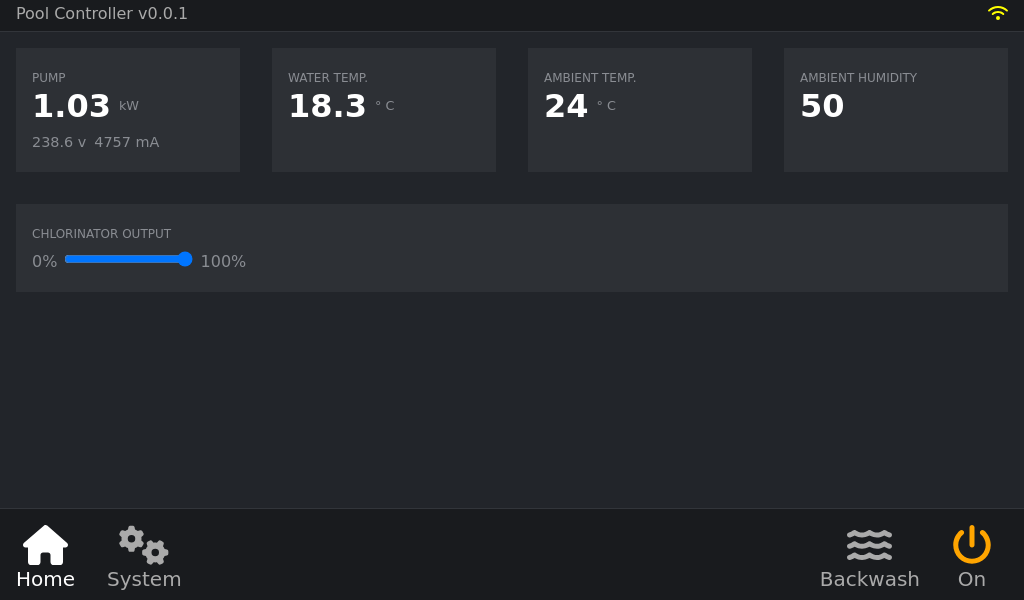 Pool Controller v0.0.1
PUMP
1.03 kW
238.6 v 4757 mA
WATER TEMP.
18.3 ° C
AMBIENT TEMP.
24 ° C
AMBIENT HUMIDITY
50
CHLORINATOR OUTPUT
0% 100%
Home
System
Backwash
On